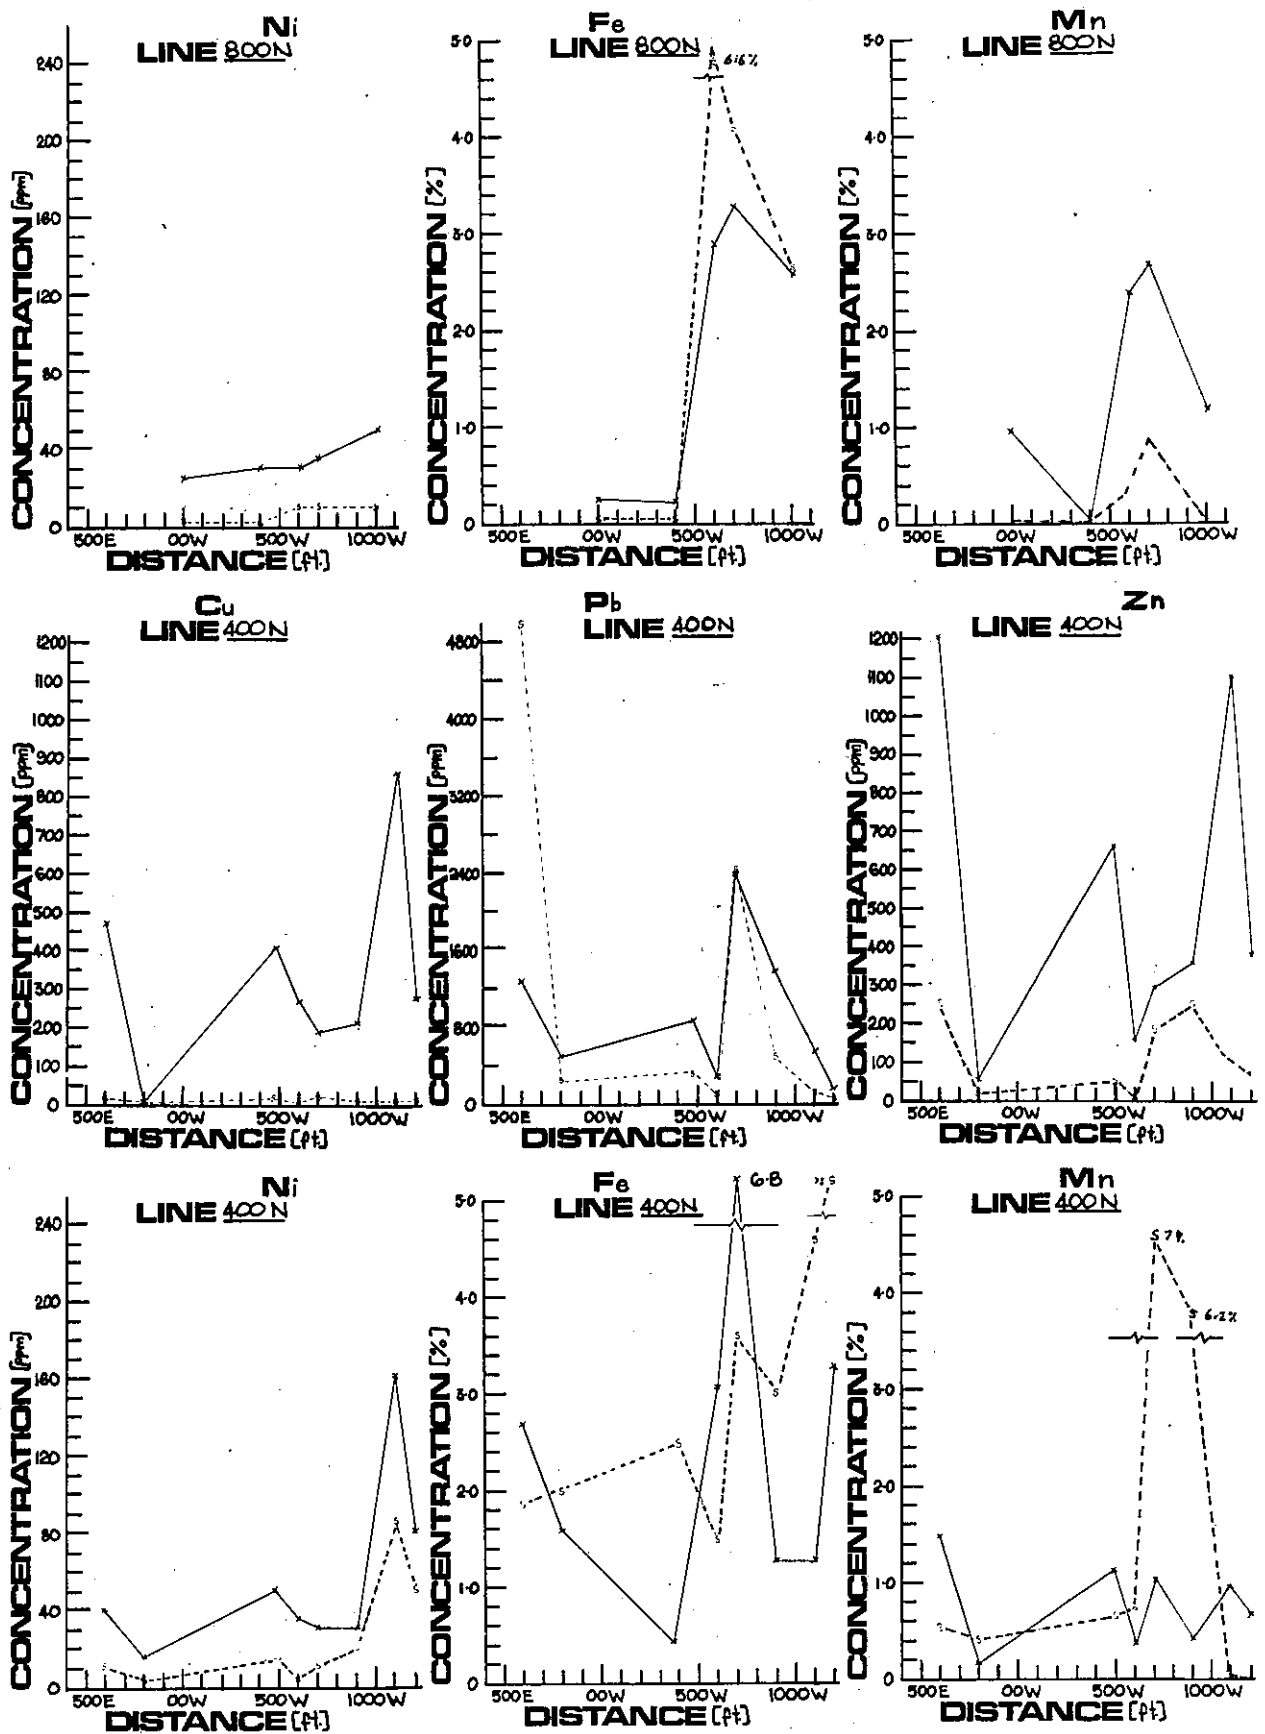 Ni
LINE 800N
CONCENTRATION [ppm]
240
200
160
120
80
40
0
500E 00W 500W 1000W
DISTANCE [ft.]
Fe
LINE 800N
CONCENTRATION [%]
5.0
4.0
3.0
2.0
1.0
0
6.6%
S
S
S
500E 00W 500W 1000W
DISTANCE [ft.]
Mn
LINE 800N
CONCENTRATION [%]
5.0
4.0
3.0
2.0
1.0
0
500E 00W 500W 1000W
DISTANCE [ft.]
Cu
LINE 400N
CONCENTRATION [ppm]
1200
1100
1000
900
800
700
600
500
400
300
200
100
0
500E 00W 500W 1000W
DISTANCE [ft.]
Pb
LINE 400N
CONCENTRATION [ppm]
4800
4000
3200
2400
1600
800
0
500E 00W 500W 1000W
DISTANCE [ft.]
Zn
LINE 400N
CONCENTRATION [ppm]
1200
1100
1000
900
800
700
600
500
400
300
200
100
0
500E 00W 500W 1000W
DISTANCE [ft.]
Ni
LINE 400N
CONCENTRATION [ppm]
240
200
160
120
80
40
0
500E 00W 500W 1000W
DISTANCE [ft.]
Fe
LINE 400N
CONCENTRATION [%]
5.0
4.0
3.0
2.0
1.0
0
6.8
500E 00W 500W 1000W
DISTANCE [ft.]
Mn
LINE 400N
CONCENTRATION [%]
5.0
4.0
3.0
2.0
1.0
0
S 6.2%
500E 00W 500W 1000W
DISTANCE [ft.]